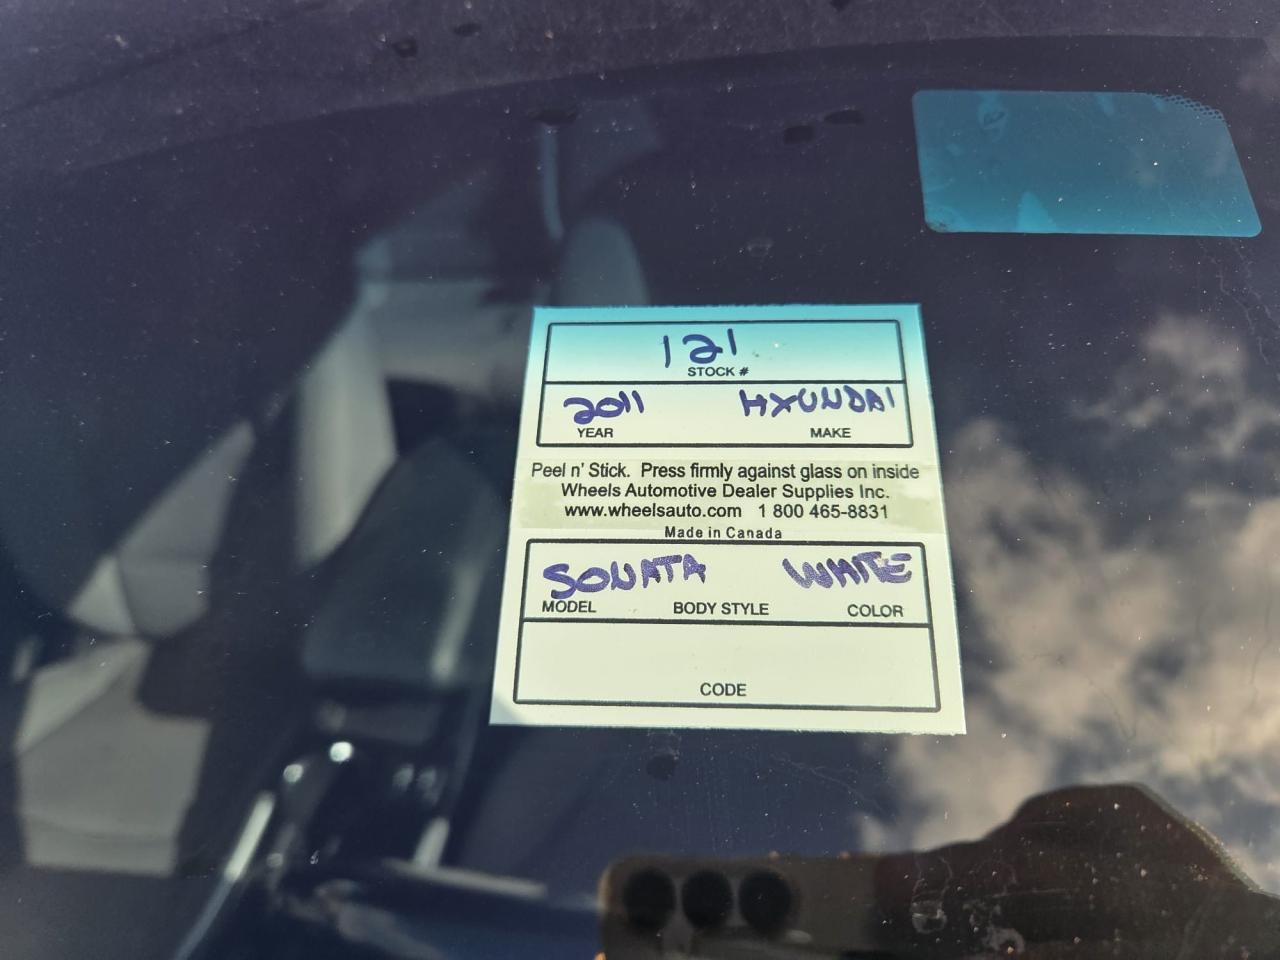 121
STOCK #
2011 HYUNDAI
YEAR MAKE
Peel n' Stick. Press firmly against glass on inside
Wheels Automotive Dealer Supplies Inc.
www.wheelsauto.com 1 800 465-8831
Made in Canada
SONATA WHITE
MODEL BODY STYLE COLOR
CODE